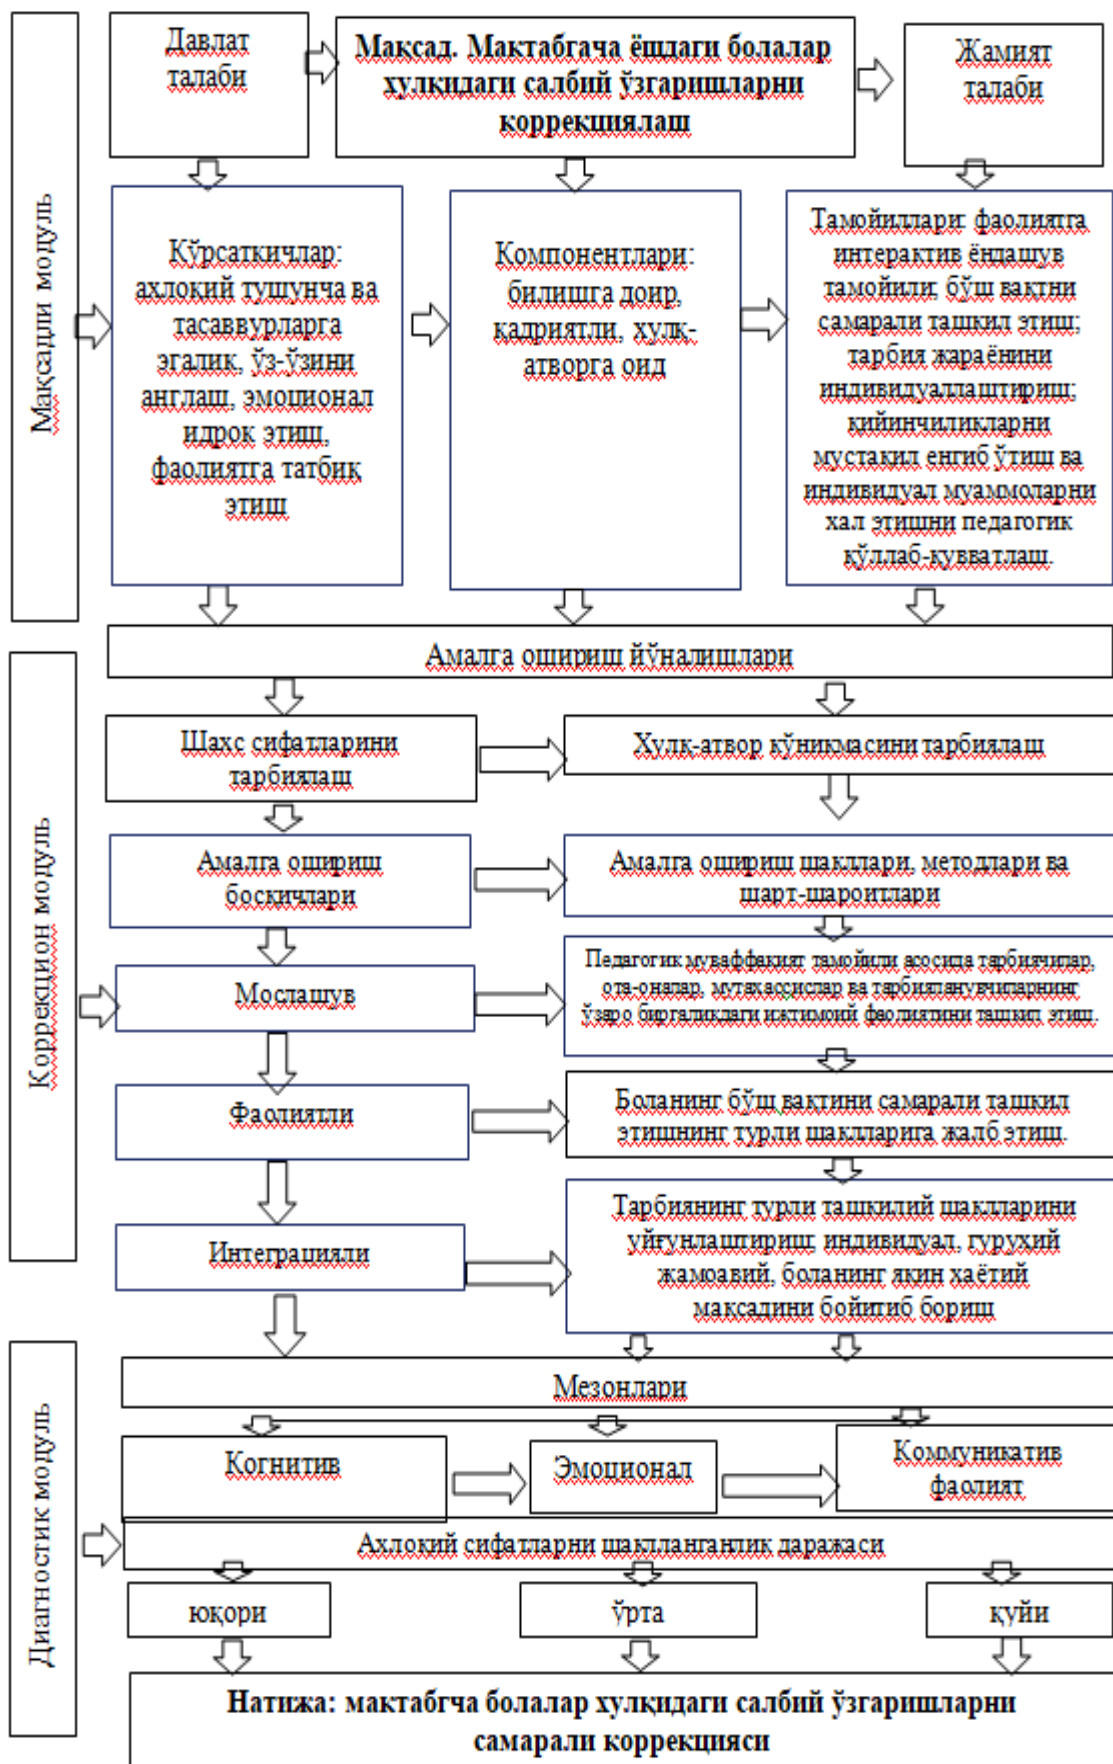 Мақсадли модуль
Давлат
талаби
Мақсад. Мактабгача ёшдаги болалар
хулқидаги салбий ўзгаришларни
коррекциялаш
Жамият
талаби
Кўрсаткичлар:
ахлоқий тушунча ва
тасаввурларга
эгалик, ўз-ўзини
англаш, эмоционал
идрок этиш,
фаолиятга татбиқ
этиш
Компонентлари:
билишга доир,
қадриятли, хулқ-
атворга оид
Тамойиллари: фаолиятга
интерактив ёндашув
тамойили; бўш вақтни
самарали ташкил этиш;
тарбия жараёнини
индивидуаллаштириш;
қийинчиликларни
мустақил енгиб ўтиш ва
индивидуал муаммоларни
хал этишни педагогик
қўллаб-қувватлаш.
Коррекцион модуль
Амалга ошириш йўналишлари
Шахс сифатларини
тарбиялаш
Хулқ-атвор кўникмасини тарбиялаш
Амалга ошириш
босқичлари
Амалга ошириш шакллари, методлари ва
шарт-шароитлари
Мослашув
Педагогик муваффақият тамойили асосида тарбиячилар,
ота-оналар, мутахассислар ва тарбияланувчиларнинг
ўзаро биргаликдаги ижтимоий фаолиятини ташкил этиш.
Фаолиятли
Боланинг бўш вақтини самарали ташкил
этишнинг турли шаклларига жалб этиш.
Интеграцияли
Тарбиянинг турли ташкилий шаклларини
уйғунлаштириш; индивидуал, гуруҳий
жамоавий, боланинг яқин хаётий
мақсадини бойитиб бориш
Диагностик модуль
Мезонлари
Когнитив
Эмоционал
Коммуникатив
фаолият
Ахлоқий сифатларни шаклланганлик даражаси
юқори
ўрта
қуйи
Натижа: мактабгча болалар хулқидаги салбий ўзгаришларни
самарали коррекцияси